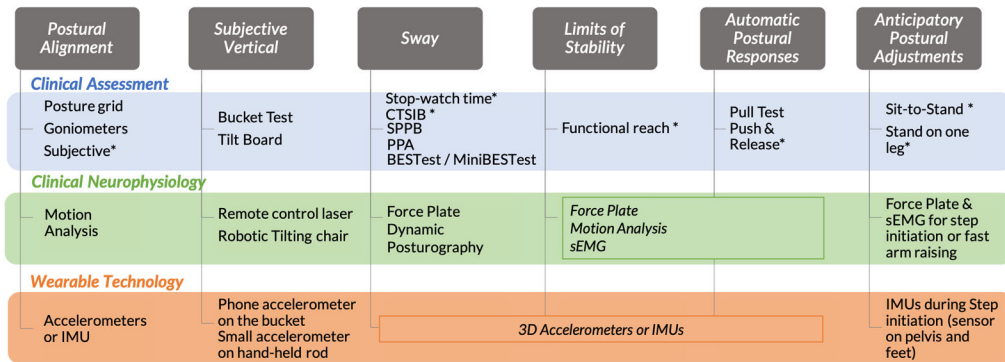 Postural
Alignment
Subjective
Vertical
Sway
Limits of
Stability
Automatic
Postural
Responses
Anticipatory
Postural
Adjustments
Clinical Assessment
Posture grid
Goniometers
Subjective*
Bucket Test
Tilt Board
Stop-watch time*
CTSIB *
SPPB
PPA
BESTest / MiniBESTest
Functional reach *
Pull Test
Push &
Release*
Sit-to-Stand *
Stand on one
leg*
Clinical Neurophysiology
Motion
Analysis
Remote control laser
Robotic Tilting chair
Force Plate
Dynamic
Posturography
Force Plate
Motion Analysis
sEMG
Force Plate &
sEMG for step
initiation or fast
arm raising
Wearable Technology
Accelerometers
or IMU
Phone accelerometer
on the bucket
Small accelerometer
on hand-held rod
3D Accelerometers or IMUs
IMUs during Step
initiation (sensor
on pelvis and
feet)